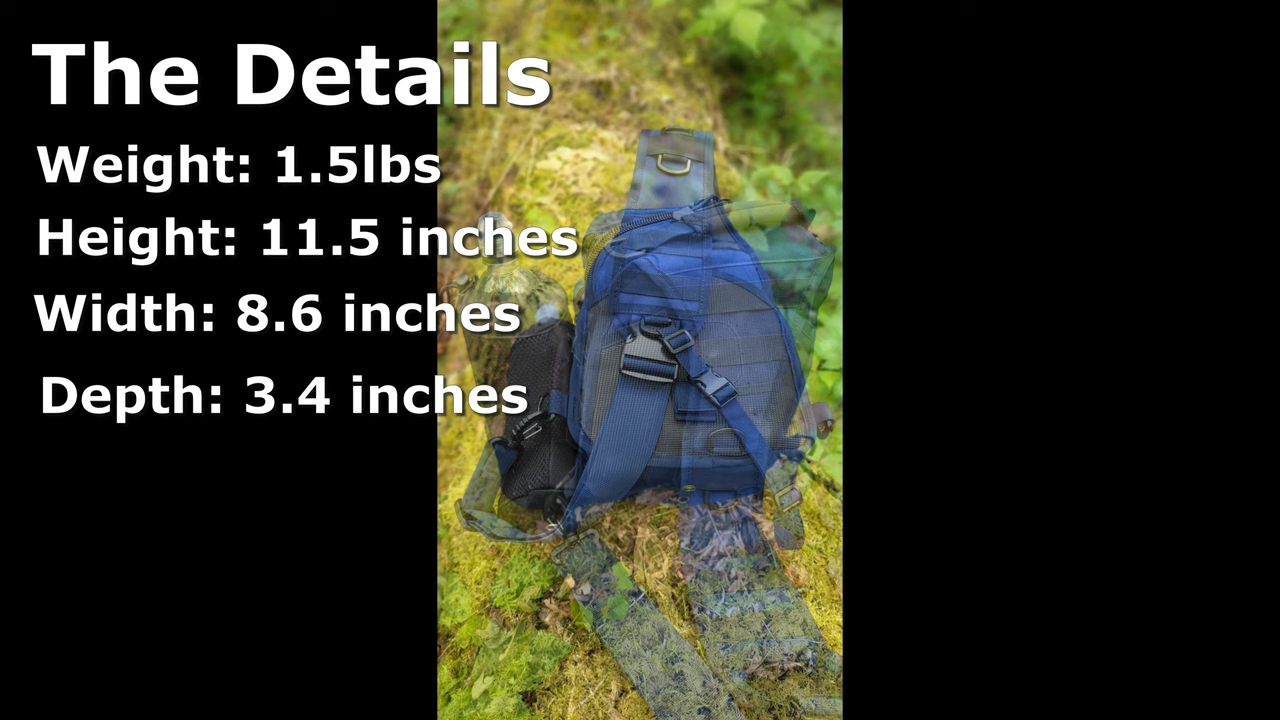 The Details
Weight: 1.5lbs
Height: 11.5 inches
Width: 8.6 inches
Depth: 3.4 inches